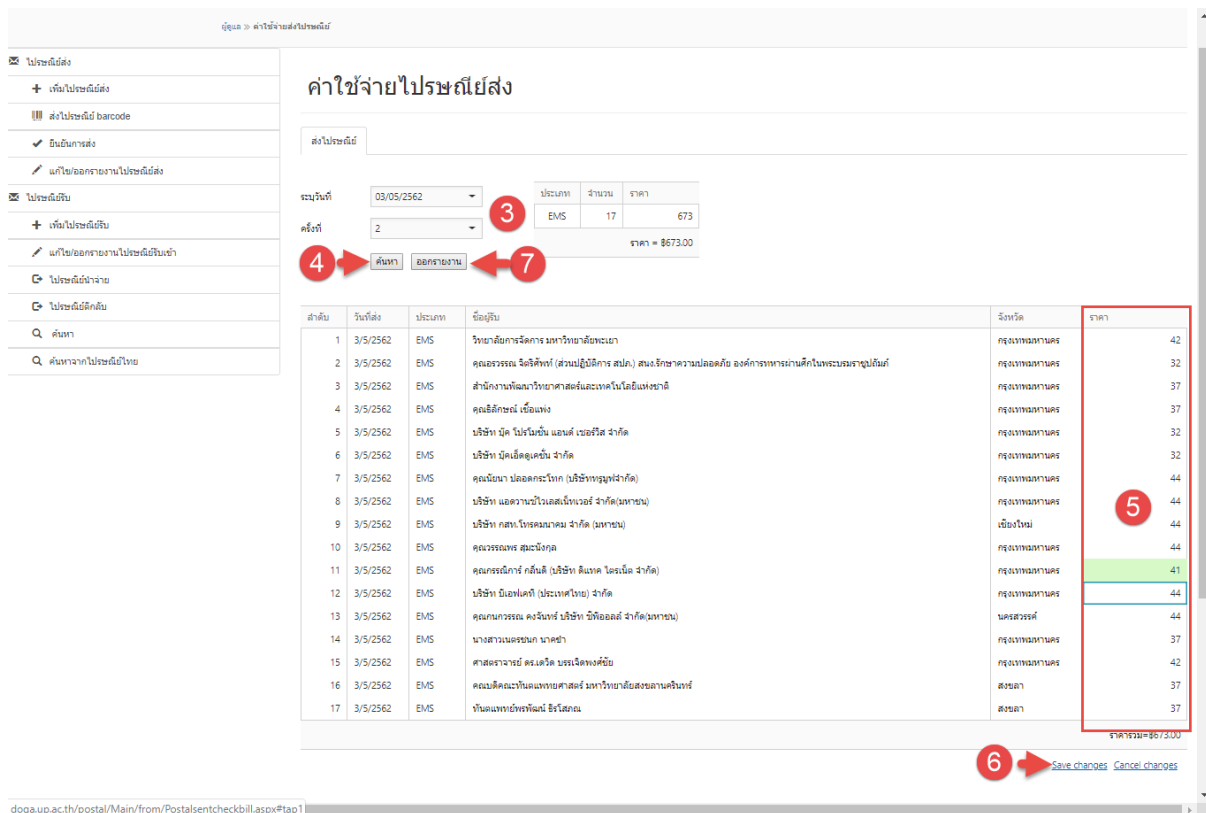 ผู้ดูแล » ค่าใช้จ่ายส่งไปรษณีย์
ไปรษณีย์ส่ง
เพิ่มไปรษณีย์ส่ง
ส่งไปรษณีย์ barcode
ยืนยันการส่ง
แก้ไข/ออกรายงานไปรษณีย์ส่ง
ไปรษณีย์รับ
เพิ่มไปรษณีย์รับ
แก้ไข/ออกรายงานไปรษณีย์รับเข้า
ไปรษณีย์นำจ่าย
ไปรษณีย์ตีกลับ
ค้นหา
ค้นหาจากไปรษณีย์ไทย
ค่าใช้จ่ายไปรษณีย์ส่ง
ส่งไปรษณีย์
ระบุวันที่ 03/05/2562
ครั้งที่ 2
3
ประเภท จำนวน ราคา
EMS 17 673
ราคา = ฿673.00
4 ค้นหา ออกรายงาน 7
ลำดับ วันที่ส่ง ประเภท ชื่อผู้รับ จังหวัด ราคา
1 3/5/2562 EMS วิทยาลัยการจัดการ มหาวิทยาลัยพะเยา กรุงเทพมหานคร 42
2 3/5/2562 EMS คุณอรวรรณ จิตริศัพท์ (ส่วนปฏิบัติการ สปภ.) สนง.รักษาความปลอดภัย องค์การทหารผ่านศึกในพระบรมราชูปถัมภ์ กรุงเทพมหานคร 32
3 3/5/2562 EMS สำนักงานพัฒนาวิทยาศาสตร์และเทคโนโลยีแห่งชาติ กรุงเทพมหานคร 37
4 3/5/2562 EMS คุณธิลักษณ์ เชื้อแพ่ง กรุงเทพมหานคร 37
5 3/5/2562 EMS บริษัท บุ๊ค โปรโมชั่น แอนด์ เซอร์วิส จำกัด กรุงเทพมหานคร 32
6 3/5/2562 EMS บริษัท บุ๊คเอ็ดดูเคชั่น จำกัด กรุงเทพมหานคร 32
7 3/5/2562 EMS คุณนัยนา ปลอดกระโทก (บริษัททรูมูฟจำกัด) กรุงเทพมหานคร 44
8 3/5/2562 EMS บริษัท แอดวานซ์ไวเลสเน็ทเวอร์ จำกัด(มหาชน) กรุงเทพมหานคร 44
9 3/5/2562 EMS บริษัท กสท.โทรคมนาคม จำกัด (มหาชน) เชียงใหม่ 44
10 3/5/2562 EMS คุณวรรณพร สุมะนังกุล กรุงเทพมหานคร 44
11 3/5/2562 EMS คุณกรรณิการ์ กลิ่นดี (บริษัท ดีแทค ไตรเน็ต จำกัด) กรุงเทพมหานคร 41
12 3/5/2562 EMS บริษัท บีเอฟเคที (ประเทศไทย) จำกัด กรุงเทพมหานคร 44
13 3/5/2562 EMS คุณกนกวรรณ คงจันทร์ บริษัท ซีพีออลล์ จำกัด(มหาชน) นครสวรรค์ 44
14 3/5/2562 EMS นางสาวเนตรชนก นาคขำ กรุงเทพมหานคร 37
15 3/5/2562 EMS ศาสตราจารย์ ดร.เดวิด บรรเจิดพงศ์ชัย กรุงเทพมหานคร 42
16 3/5/2562 EMS คณบดีคณะทันตแพทยศาสตร์ มหาวิทยาลัยสงขลานครินทร์ สงขลา 37
17 3/5/2562 EMS ทันตแพทย์พรพัฒน์ ธีรโสภณ สงขลา 37
5
ราคารวม=฿673.00
6 Save changes Cancel changes
doga.up.ac.th/postal/Main/from/Postalsentcheckbill.aspx#tap1